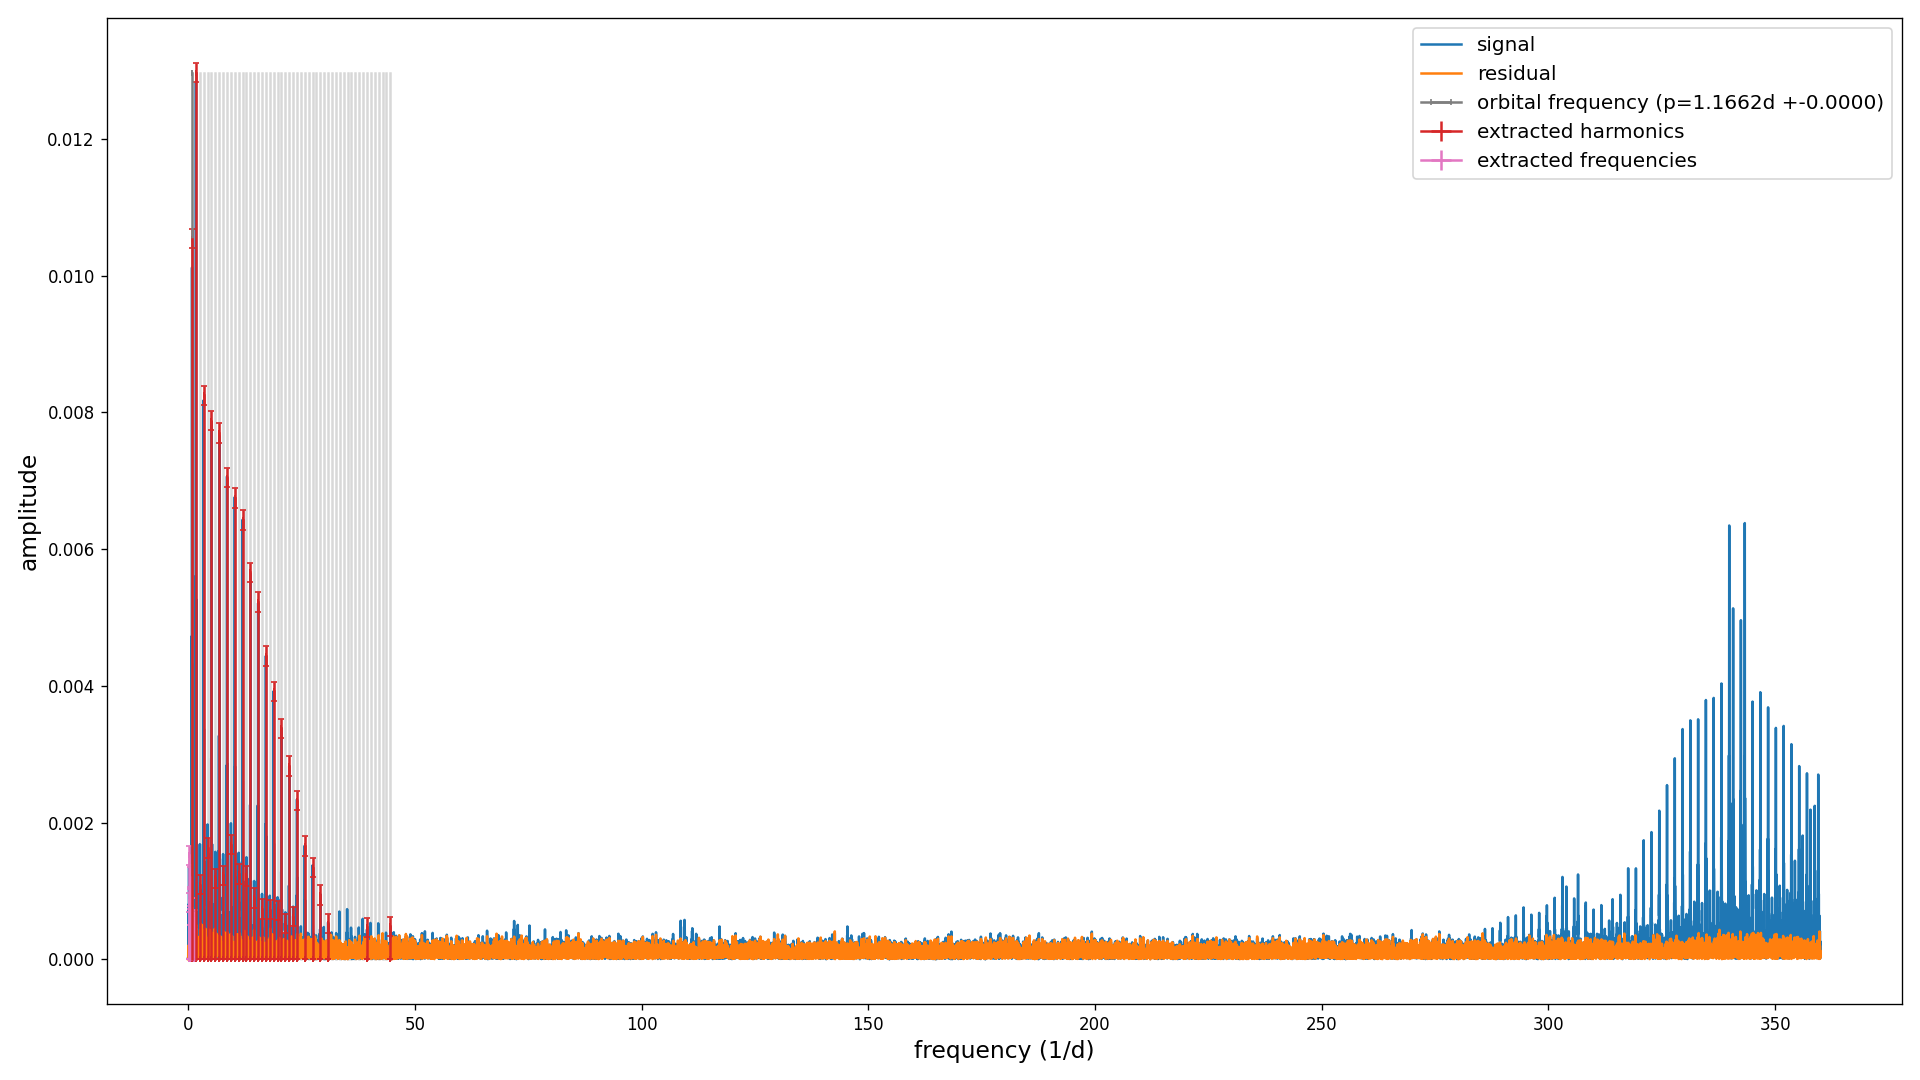 signal
residual
orbital frequency (p=1.1662d +-0.0000)
extracted harmonics
extracted frequencies
amplitude
0.012
0.010
0.008
0.006
0.004
0.002
0.000
0 50 100 150 200 250 300 350
frequency (1/d)